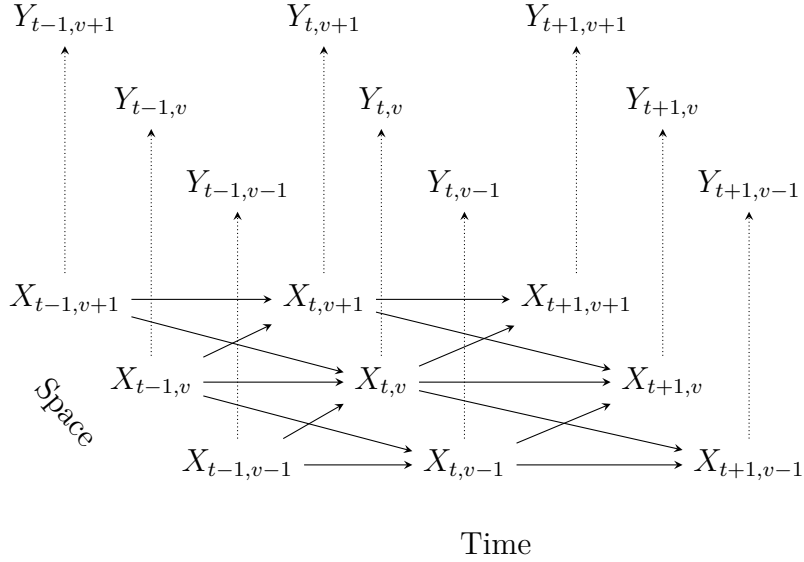 Y_{t−1,v+1} Y_{t,v+1} Y_{t+1,v+1}
Y_{t−1,v} Y_{t,v} Y_{t+1,v}
Y_{t−1,v−1} Y_{t,v−1} Y_{t+1,v−1}
X_{t−1,v+1} X_{t,v+1} X_{t+1,v+1}
X_{t−1,v} X_{t,v} X_{t+1,v}
Space
X_{t−1,v−1} X_{t,v−1} X_{t+1,v−1}
Time